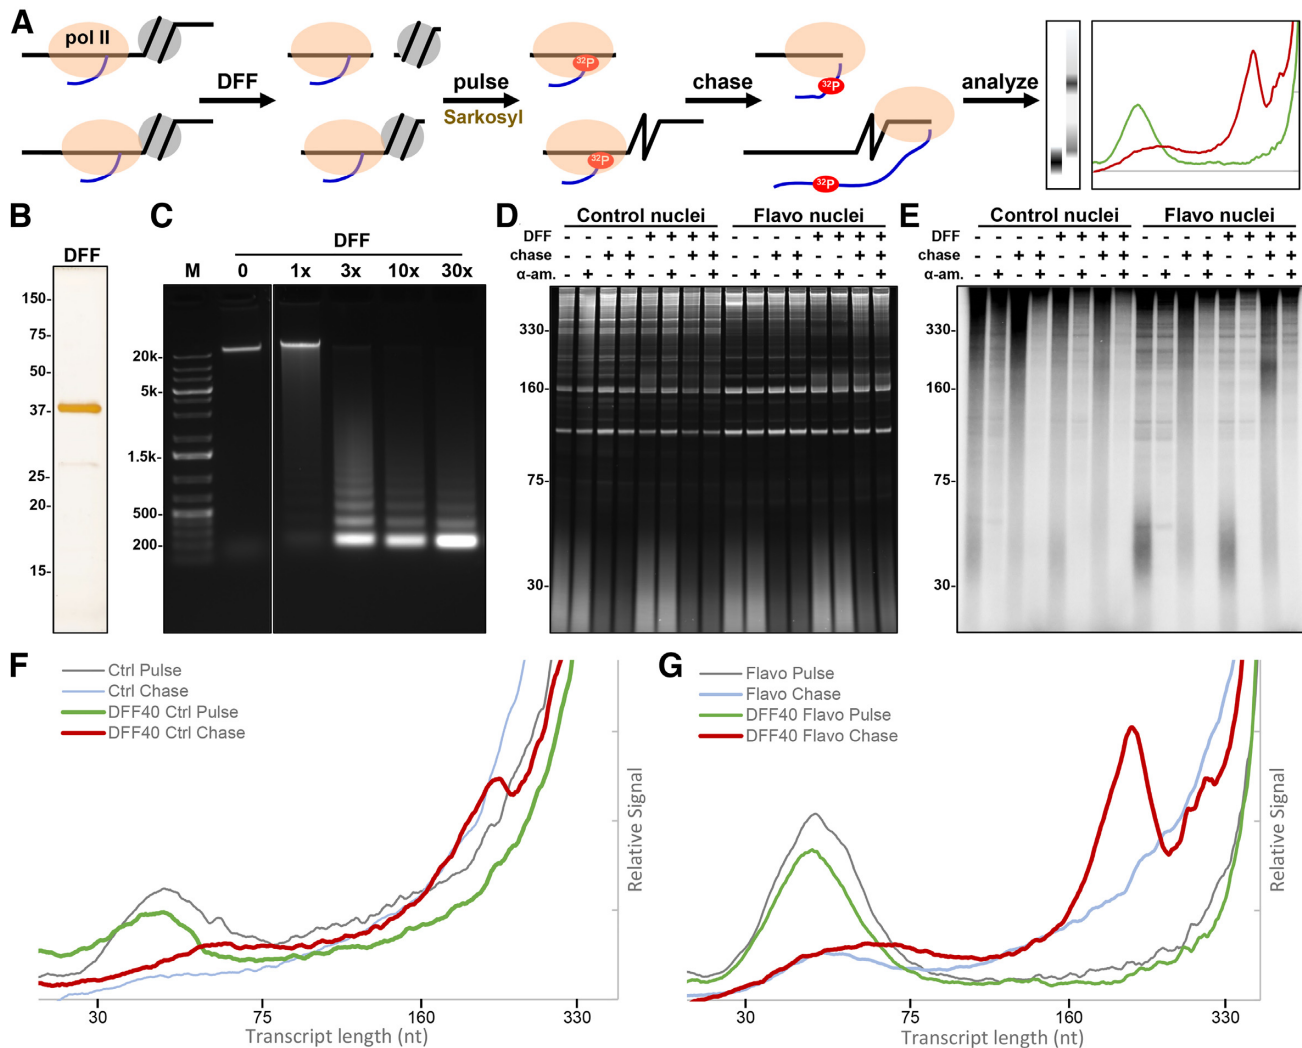 A
pol II
DFF
pulse
Sarkosyl
32P
32P
chase
32P
32P
analyze
B
DFF
150-
75-
50-
37-
25-
20-
15-
C
DFF
M 0 1x 3x 10x 30x
20k-
5k-
1.5k-
500-
200-
D
Control nuclei Flavo nuclei
DFF - - - - + + + + - - - - + + + +
chase - - + + - - + + - - + + - - + +
α-am. - + - + - + - + - + - + - + - +
330-
160-
75-
30-
E
Control nuclei Flavo nuclei
DFF - - - - + + + + - - - - + + + +
chase - - + + - - + + - - + + - - + +
α-am. - + - + - + - + - + - + - + - +
330-
160-
75-
30-
F
Ctrl Pulse
Ctrl Chase
DFF40 Ctrl Pulse
DFF40 Ctrl Chase
Relative Signal
30 75 160 330
Transcript length (nt)
G
Flavo Pulse
Flavo Chase
DFF40 Flavo Pulse
DFF40 Flavo Chase
Relative Signal
30 75 160 330
Transcript length (nt)